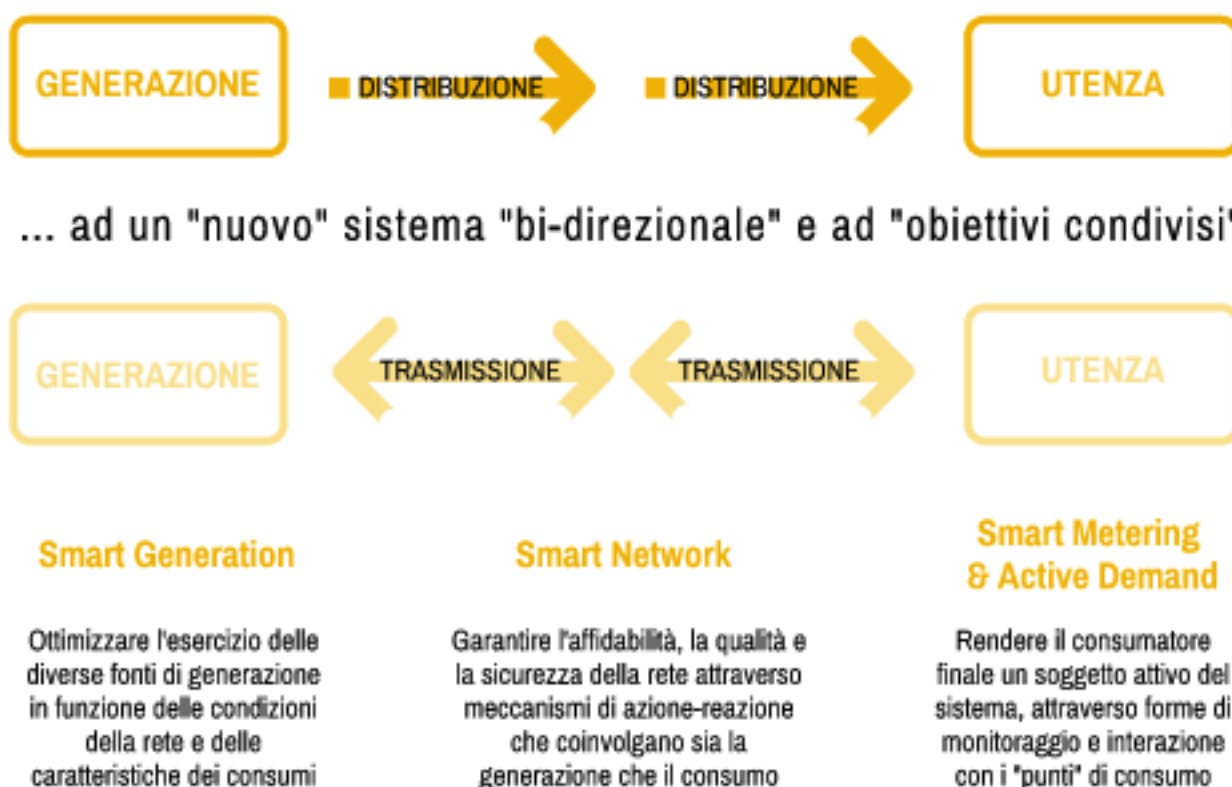 GENERAZIONE DISTRIBUZIONE DISTRIBUZIONE UTENZA
... ad un "nuovo" sistema "bi-direzionale" e ad "obiettivi condivisi"
GENERAZIONE TRASMISSIONE TRASMISSIONE UTENZA
Smart Generation
Ottimizzare l'esercizio delle
diverse fonti di generazione
in funzione delle condizioni
della rete e delle
caratteristiche dei consumi
Smart Network
Garantire l'affidabilità, la qualità e
la sicurezza della rete attraverso
meccanismi di azione-reazione
che coinvolgano sia la
generazione che il consumo
Smart Metering
& Active Demand
Rendere il consumatore
finale un soggetto attivo del
sistema, attraverso forme di
monitoraggio e interazione
con i "punti" di consumo